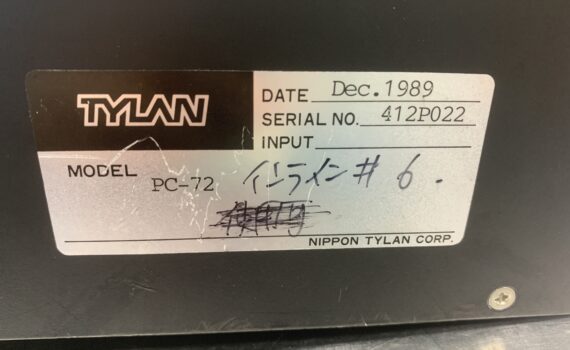 TYLAN
DATE Dec.1989
SERIAL NO. 412P022
INPUT
MODEL PC-72 インライン# 6.
NIPPON TYLAN CORP.